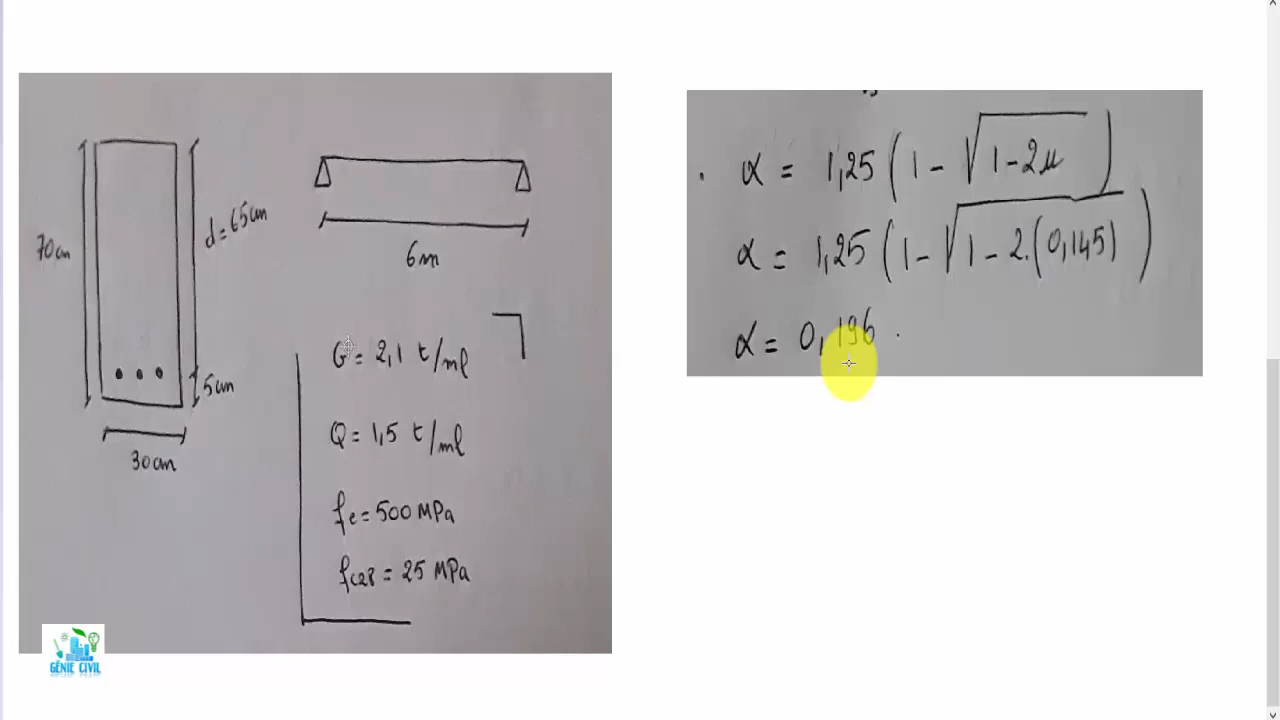 70cm
d=65cm
5cm
30cm
6m
G = 2,1 t/ml
Q = 1,5 t/ml
fe = 500 MPa
fc28 = 25 MPa
GÉNIE CIVIL
. α = 1,25 (1 - √1-2μ )
α = 1,25 (1 - √1 - 2.(0,145) )
α = 0,196 .